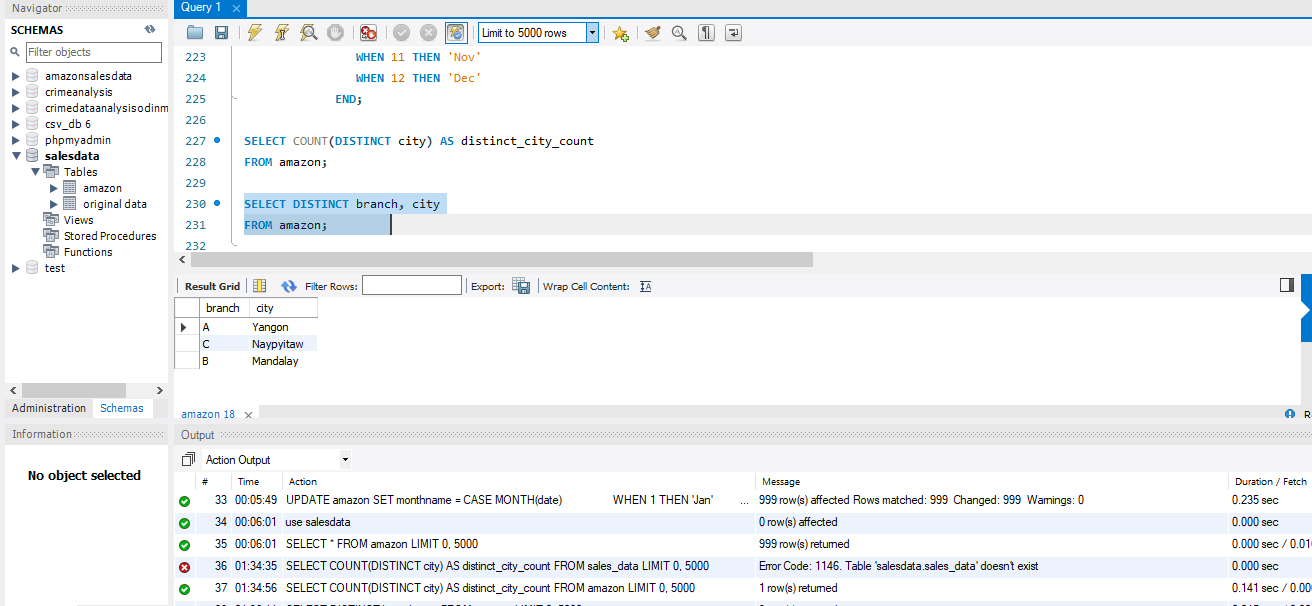 Navigator
Query 1
SCHEMAS
Filter objects
amazonsalesdata
crimeanalysis
crimedataanalysisodinm
csv_db 6
phpmyadmin
salesdata
Tables
amazon
original data
Views
Stored Procedures
Functions
test
Administration Schemas
Information
No object selected
Limit to 5000 rows
223 WHEN 11 THEN 'Nov'
224 WHEN 12 THEN 'Dec'
225 END;
226
227 SELECT COUNT(DISTINCT city) AS distinct_city_count
228 FROM amazon;
229
230 SELECT DISTINCT branch, city
231 FROM amazon;
232
Result Grid Filter Rows: Export: Wrap Cell Content:
branch city
A Yangon
C Naypyitaw
B Mandalay
amazon 18
Output
Action Output
# Time Action Message Duration / Fetch
33 00:05:49 UPDATE amazon SET monthname = CASE MONTH(date) WHEN 1 THEN 'Jan' ... 999 row(s) affected Rows matched: 999 Changed: 999 Warnings: 0 0.235 sec
34 00:06:01 use salesdata 0 row(s) affected 0.000 sec
35 00:06:01 SELECT * FROM amazon LIMIT 0, 5000 999 row(s) returned 0.000 sec / 0.01
36 01:34:35 SELECT COUNT(DISTINCT city) AS distinct_city_count FROM sales_data LIMIT 0, 5000 Error Code: 1146. Table 'salesdata.sales_data' doesn't exist 0.000 sec
37 01:34:56 SELECT COUNT(DISTINCT city) AS distinct_city_count FROM amazon LIMIT 0, 5000 1 row(s) returned 0.141 sec / 0.00